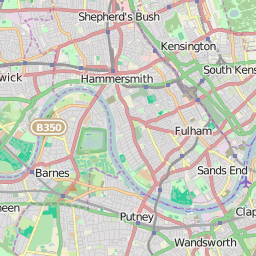 Shepherd's Bush
Kensington
South Kens
wick
Hammersmith
B350
Fulham
Barnes
Sands End
een
Putney
Clap
Wandsworth